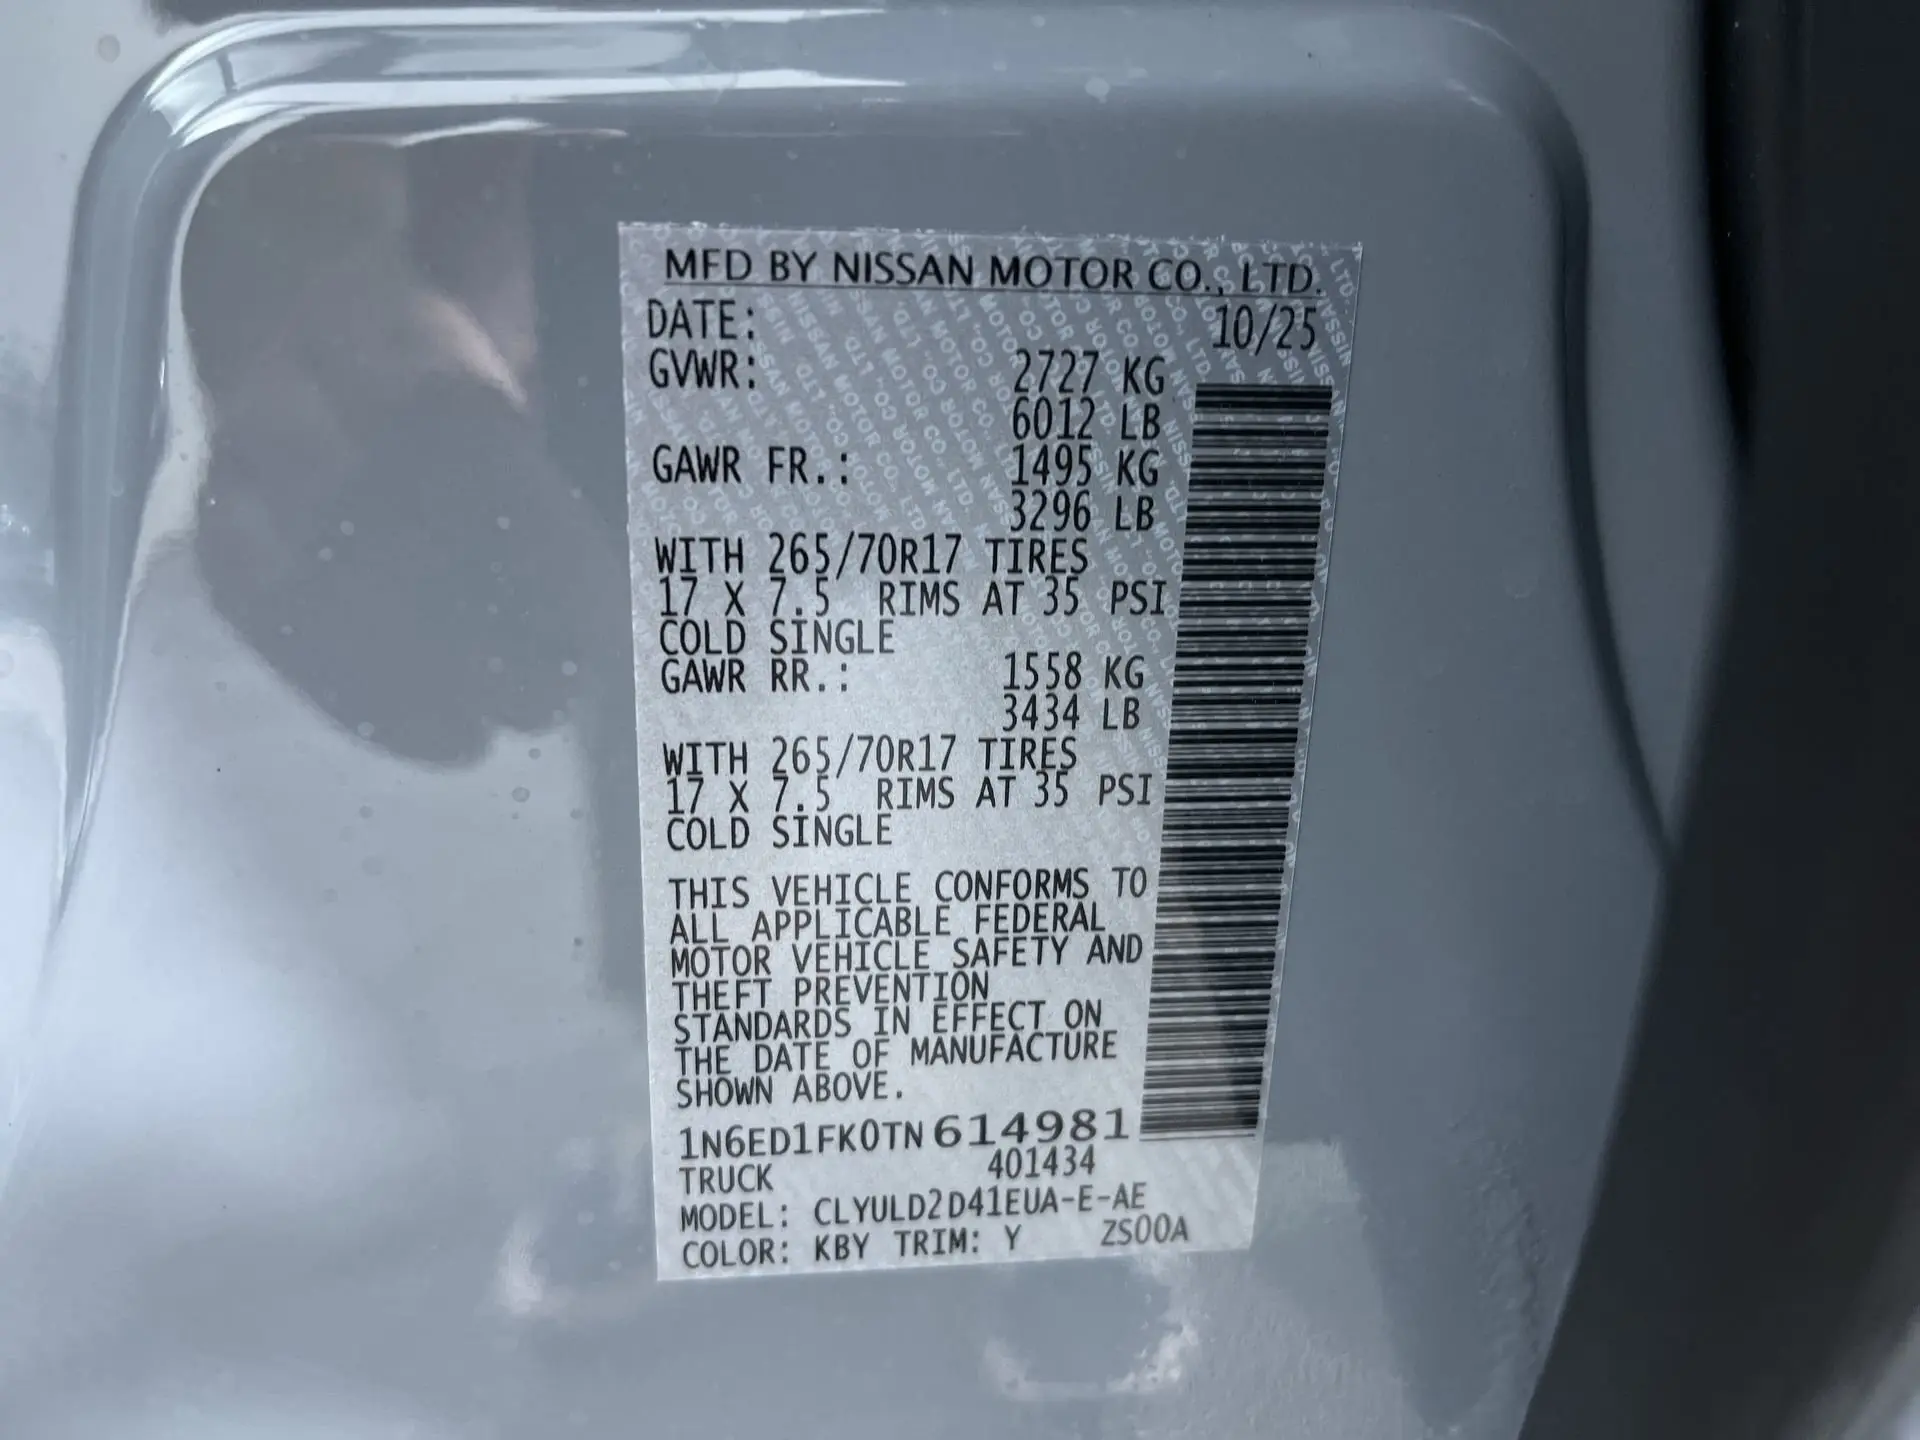 MFD BY NISSAN MOTOR CO., LTD.
DATE: 10/25
GVWR: 2727 KG
6012 LB
GAWR FR.: 1495 KG
3296 LB
WITH 265/70R17 TIRES
17 X 7.5 RIMS AT 35 PSI
COLD SINGLE
GAWR RR.: 1558 KG
3434 LB
WITH 265/70R17 TIRES
17 X 7.5 RIMS AT 35 PSI
COLD SINGLE
THIS VEHICLE CONFORMS TO
ALL APPLICABLE FEDERAL
MOTOR VEHICLE SAFETY AND
THEFT PREVENTION
STANDARDS IN EFFECT ON
THE DATE OF MANUFACTURE
SHOWN ABOVE.
1N6ED1FK0TN614981
TRUCK 401434
MODEL: CLYULD2D41EUA-E-AE
COLOR: KBY TRIM: Y ZS00A